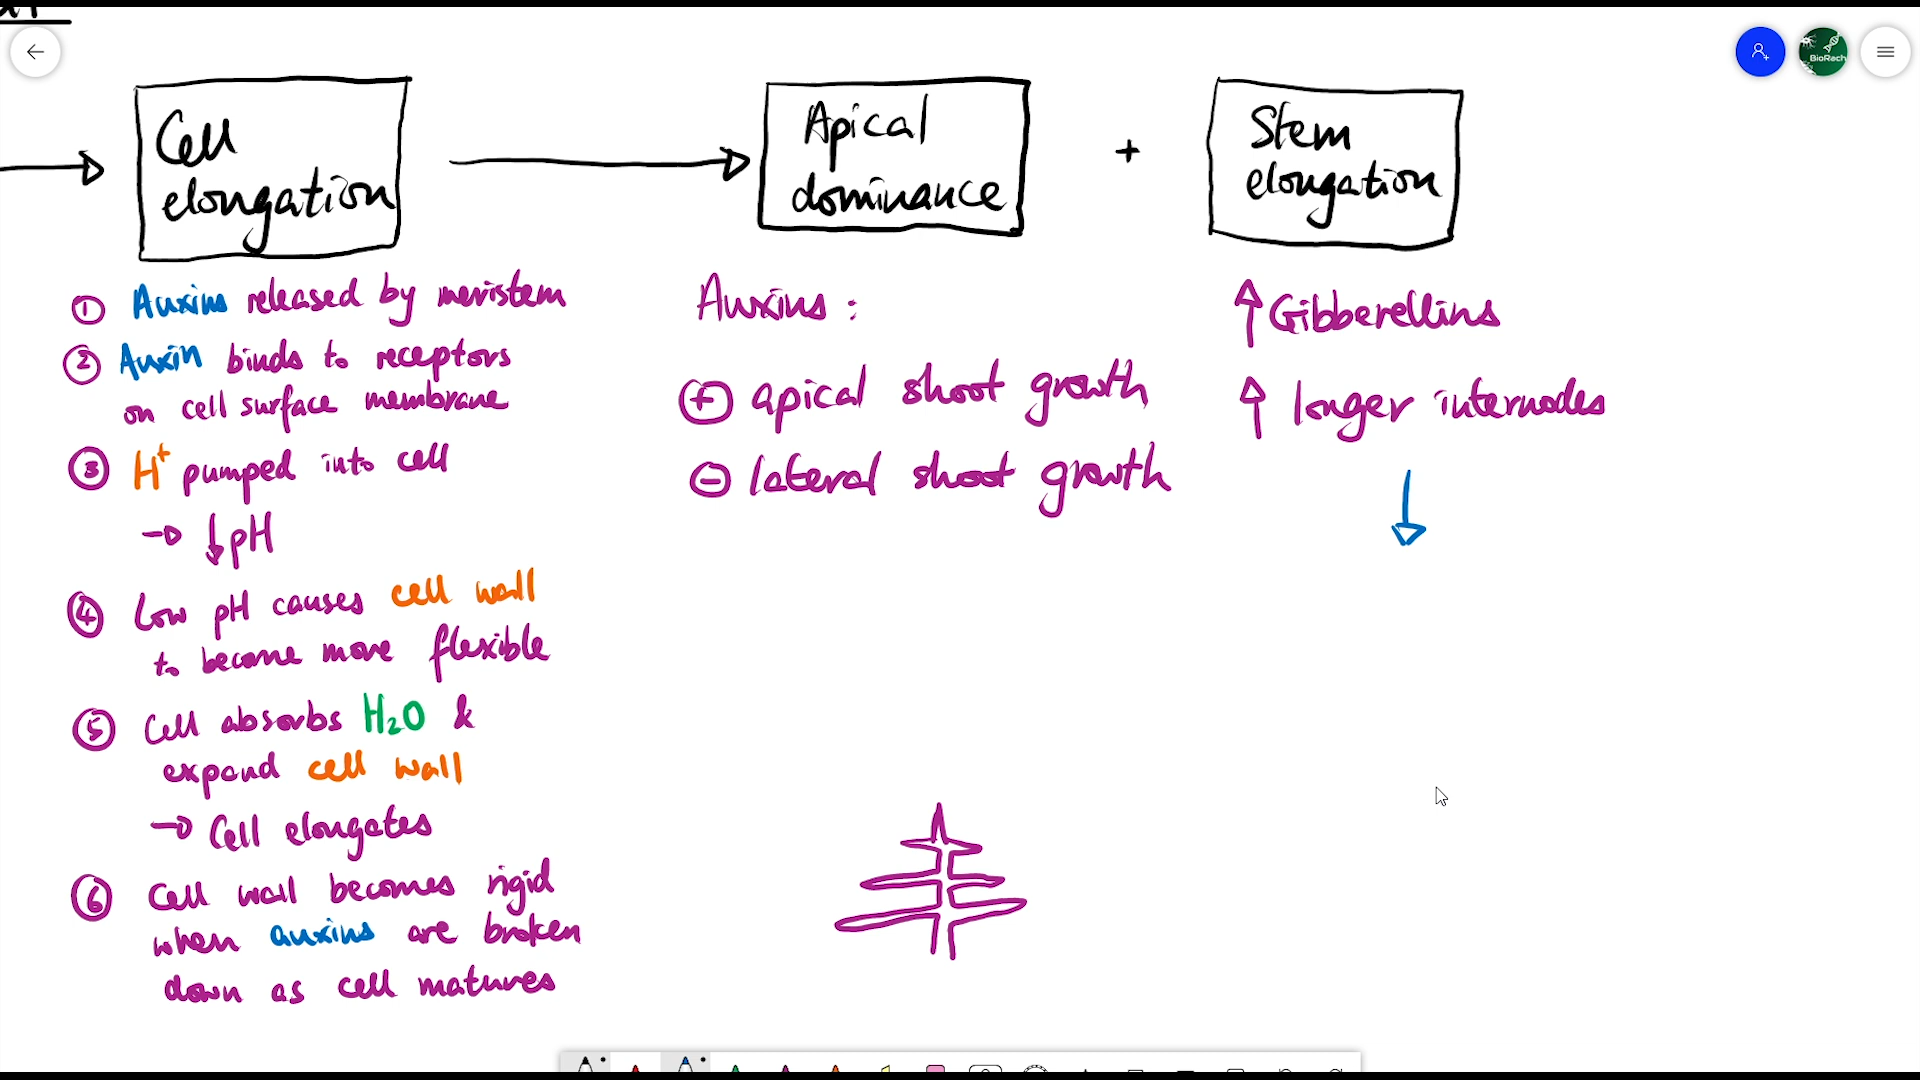 Cell
elongation
Apical
dominance
+
Stem
elongation
① Auxins released by meristem
② Auxin binds to receptors
on cell surface membrane
③ H⁺ pumped into cell
→ ↓pH
④ Low pH causes cell wall
to become more flexible
⑤ Cell absorbs H₂O &
expand cell wall
→ Cell elongates
⑥ Cell wall becomes rigid
when auxins are broken
down as cell matures
Auxins :
⊕ apical shoot growth
⊖ lateral shoot growth
↑ Gibberellins
↑ longer internodes
BioRach